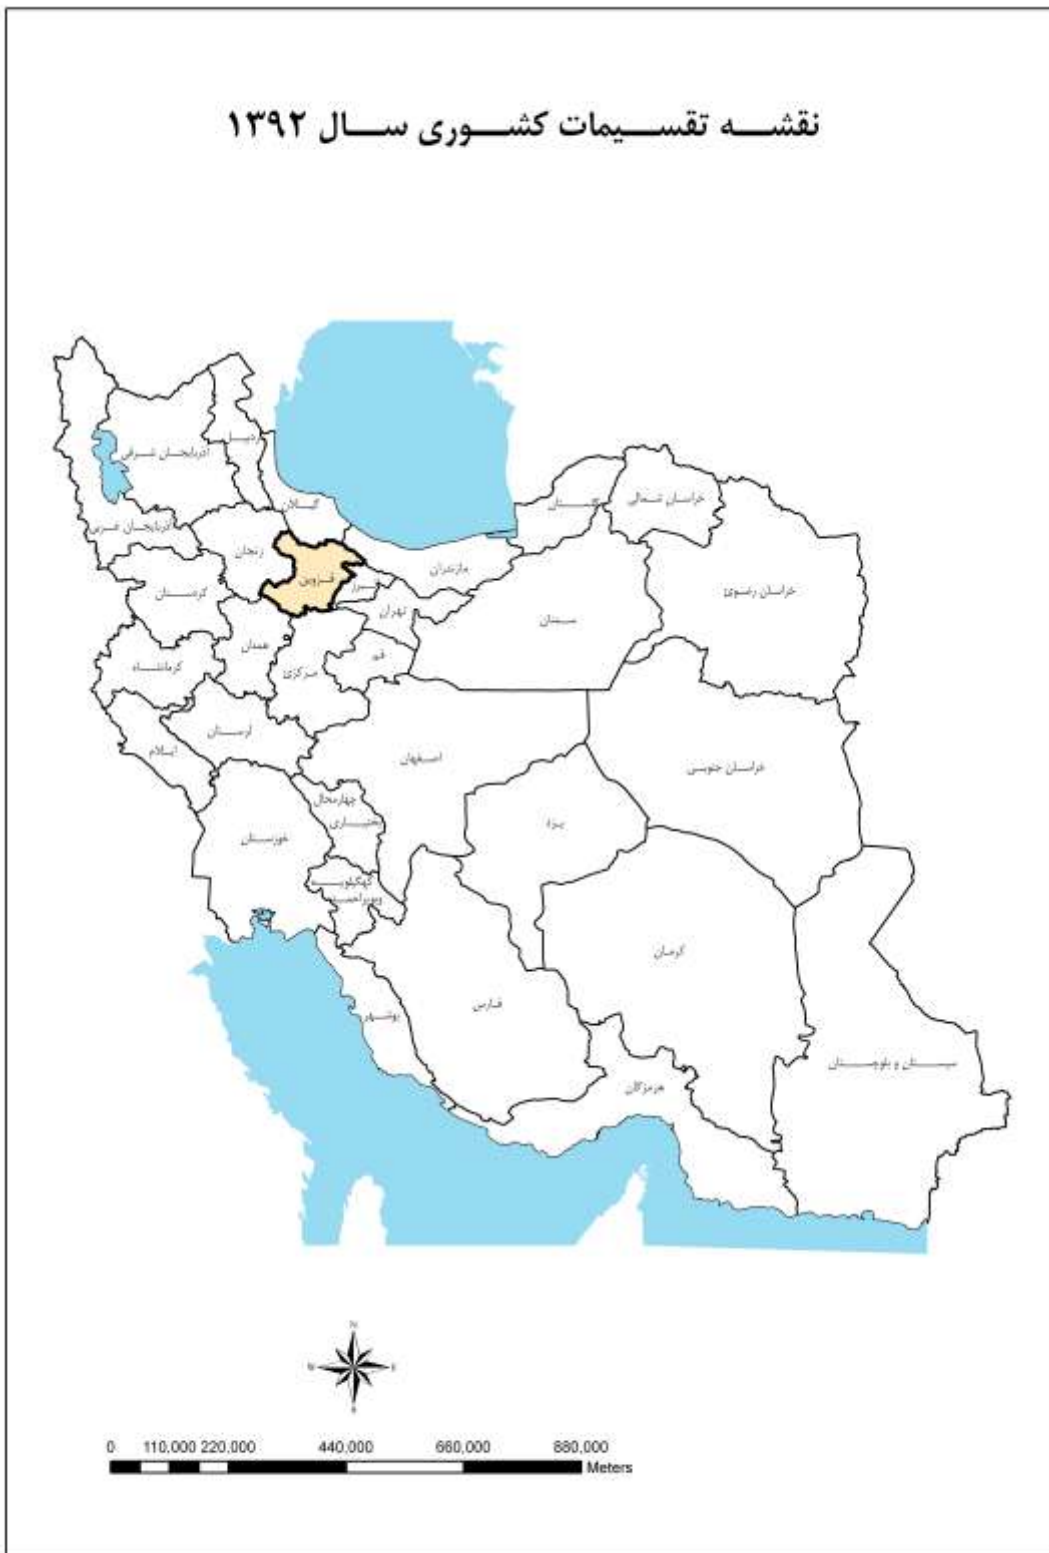 نقشه تقسیمات کشوری سال ۱۳۹۲
اردبیل
آذربایجان شرقی
گیلان
گلستان
خراسان شمالی
آذربایجان غربی
زنجان
مازندران
قزوین
البرز
خراسان رضوی
کردستان
تهران
سمنان
همدان
قم
کرمانشاه
مرکزی
لرستان
ایلام
اصفهان
خراسان جنوبی
چهارمحال
بختیاری
یزد
خوزستان
کهگیلویه
وبویراحمد
کرمان
فارس
بوشهر
سیستان و بلوچستان
هرمزگان
N
W E
S
0 110,000 220,000 440,000 660,000 880,000
Meters